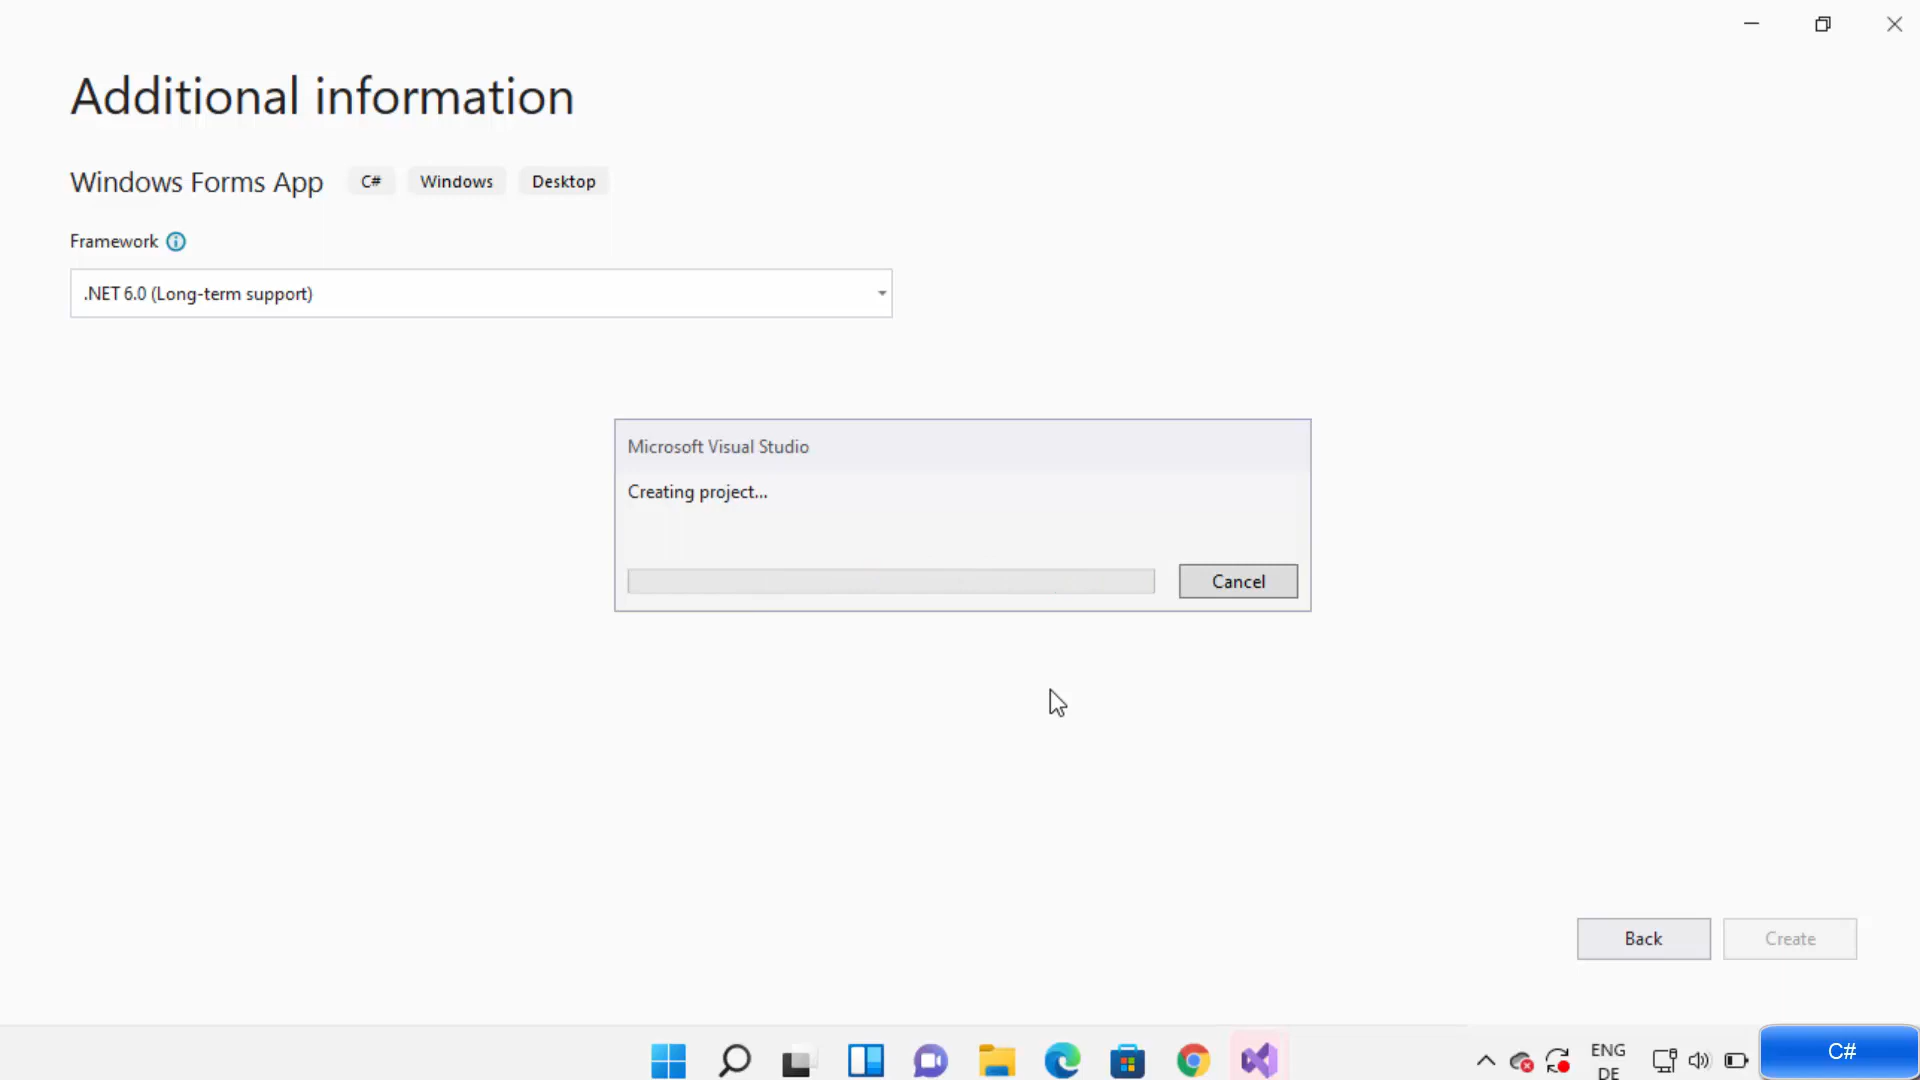 Additional information
Windows Forms App C# Windows Desktop
Framework
.NET 6.0 (Long-term support)
Microsoft Visual Studio
Creating project...
Cancel
Back Create
ENG
DE
C#